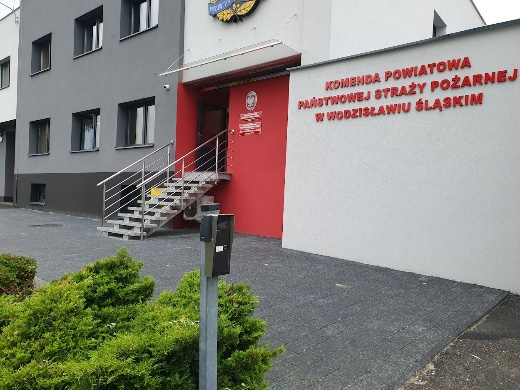 KOMENDA POWIATOWA
PAŃSTWOWEJ STRAŻY POŻARNEJ
W WODZISŁAWIU ŚLĄSKIM